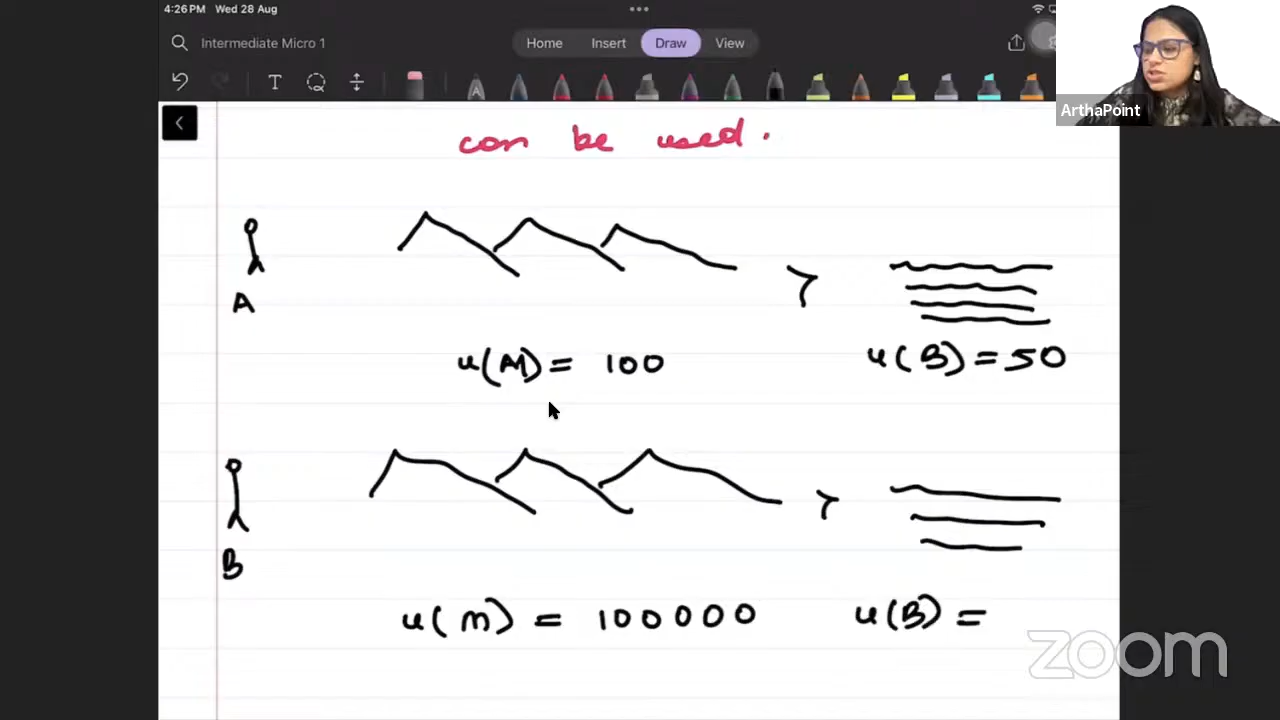 4:26 PM Wed 28 Aug
Intermediate Micro 1
Home Insert Draw View
T
A
ArthaPoint
can be used.
A
>
u(M) = 100
u(B) = 50
B
>
u(m) = 100000
u(B) =
zoom